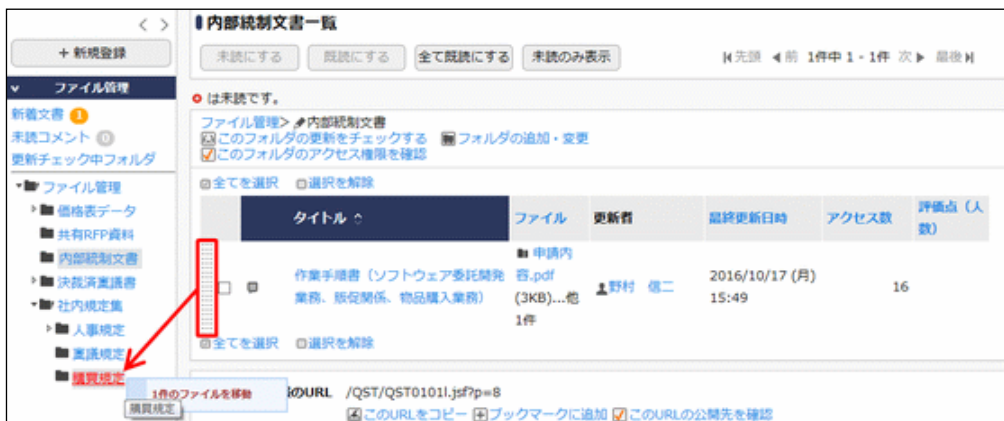 + 新規登録
ファイル管理
新着文書 1
未読コメント 0
更新チェック中フォルダ
ファイル管理
価格表データ
共有RFP資料
内部統制文書
決裁済稟議書
社内規定集
人事規定
稟議規定
購買規定
1件のファイルを移動
購買規定
内部統制文書一覧
未読にする 既読にする 全て既読にする 未読のみ表示 先頭 前 1件中 1 - 1件 次 最後
は未読です。
ファイル管理> 内部統制文書
このフォルダの更新をチェックする フォルダの追加・変更
このフォルダのアクセス権限を確認
全てを選択 選択を解除
タイトル ファイル 更新者 最終更新日時 アクセス数 評価点（人数）
作業手順書（ソフトウェア委託開発業務、販促関係、物品購入業務） 申請内容.pdf (3KB)...他1件 野村 信二 2016/10/17 (月) 15:49 16
全てを選択 選択を解除
のURL /QST/QST0101l.jsf?p=8
このURLをコピー ブックマークに追加 このURLの公開先を確認